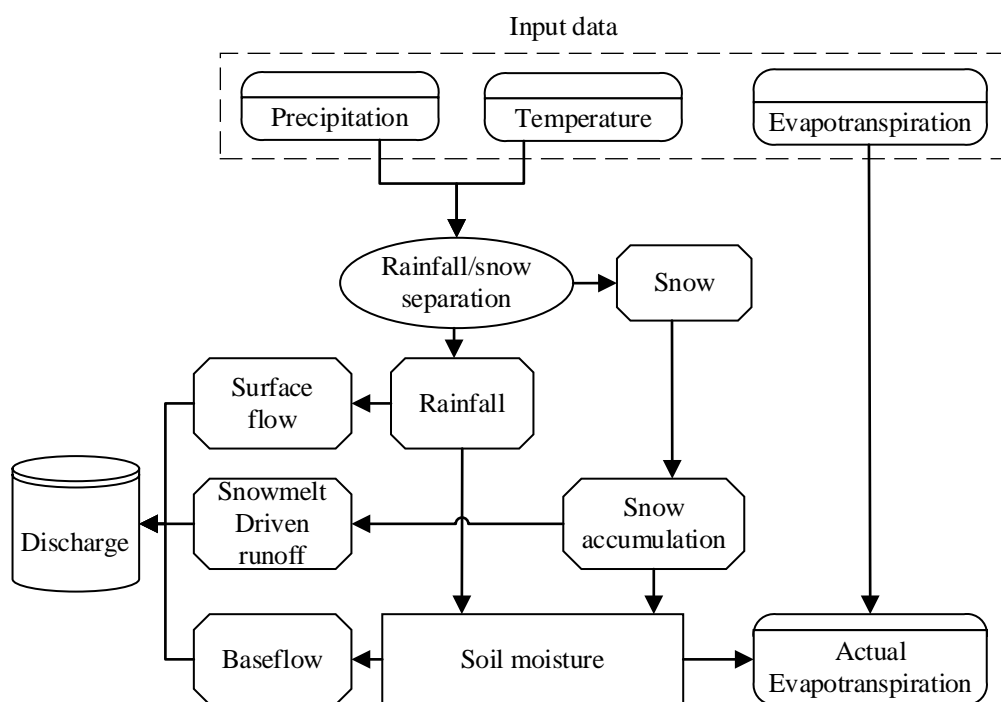 Input data
Precipitation
Temperature
Evapotranspiration
Rainfall/snow
separation
Snow
Surface
flow
Rainfall
Discharge
Snowmelt
Driven
runoff
Snow
accumulation
Baseflow
Soil moisture
Actual
Evapotranspiration